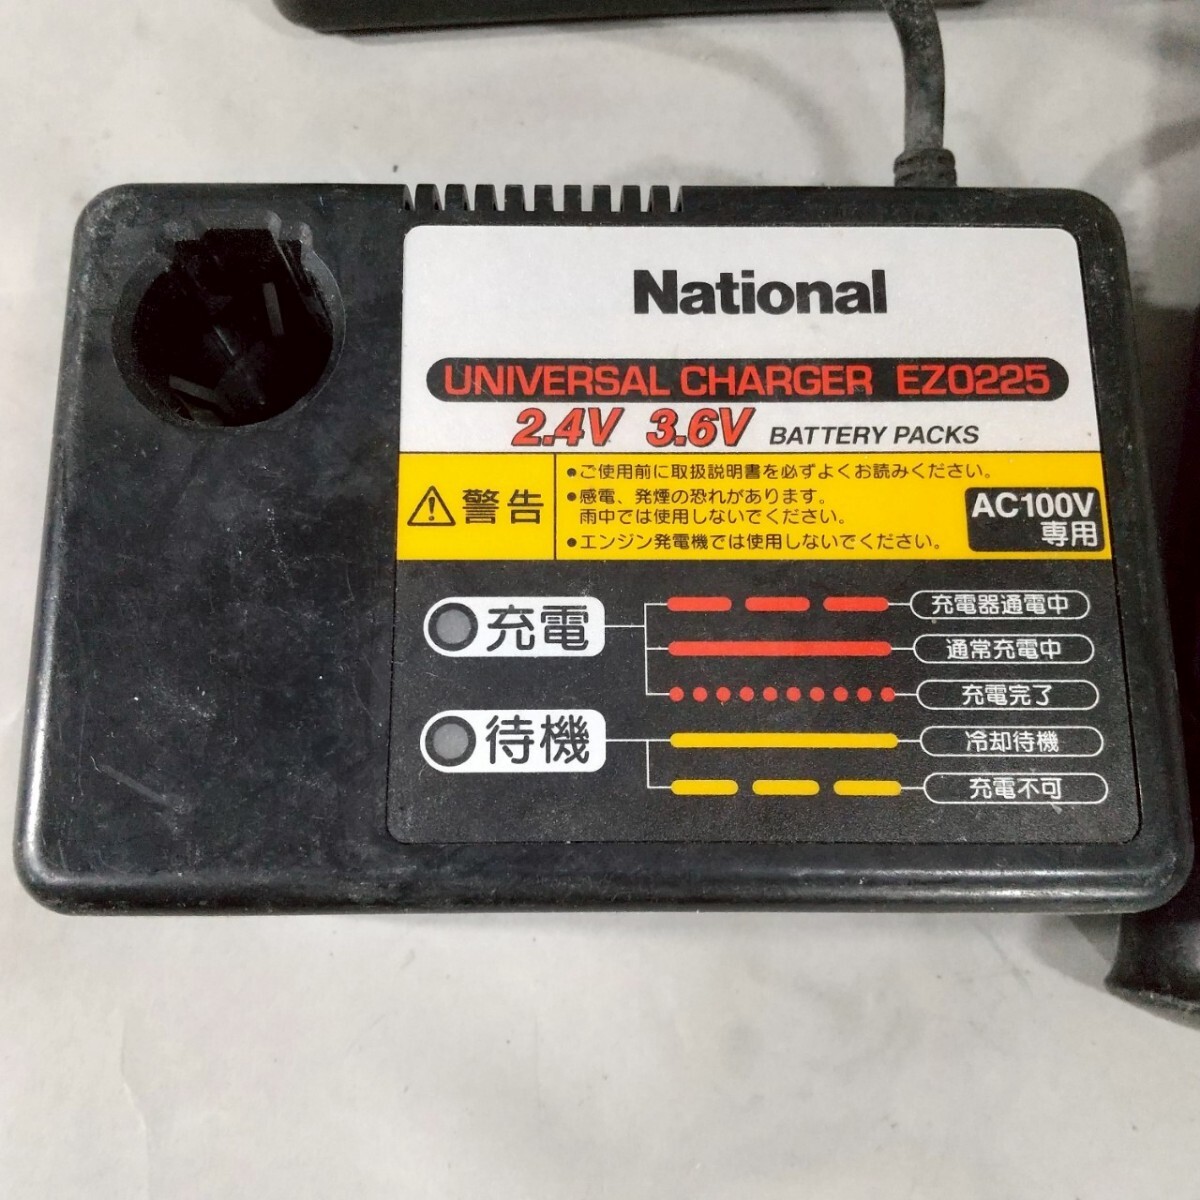 National
UNIVERSAL CHARGER EZ0225
2.4V 3.6V BATTERY PACKS
警告
●ご使用前に取扱説明書を必ずよくお読みください。
●感電、発煙の恐れがあります。
雨中では使用しないでください。
●エンジン発電機では使用しないでください。
AC100V
専用
充電
充電器通電中
通常充電中
充電完了
待機
冷却待機
充電不可